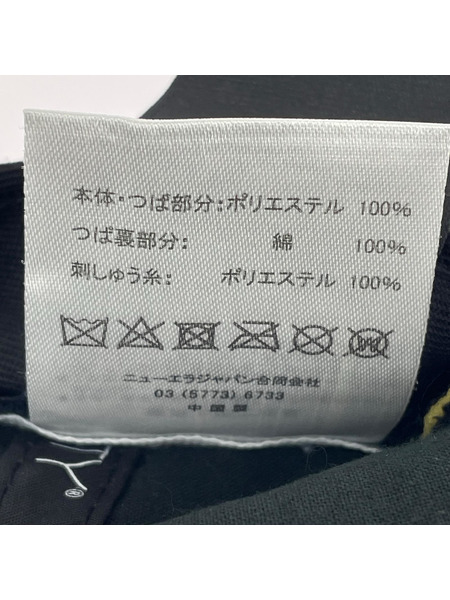 本体・つば部分:ポリエステル 100%
つば裏部分: 綿 100%
刺しゅう糸: ポリエステル 100%
ニューエラジャパン合同会社
03 (5773) 6733
中国製